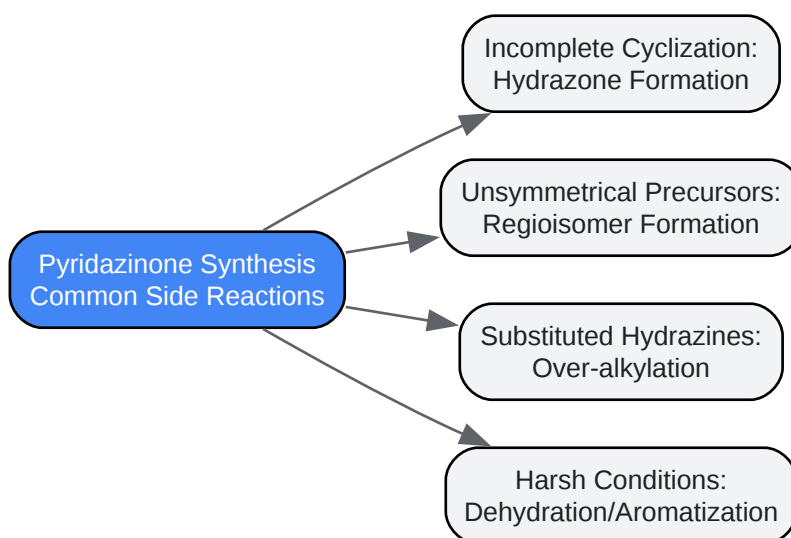 Incomplete Cyclization:
Hydrazone Formation
Unsymmetrical Precursors:
Regioisomer Formation
Pyridazinone Synthesis
Common Side Reactions
Substituted Hydrazines:
Over-alkylation
Harsh Conditions:
Dehydration/Aromatization